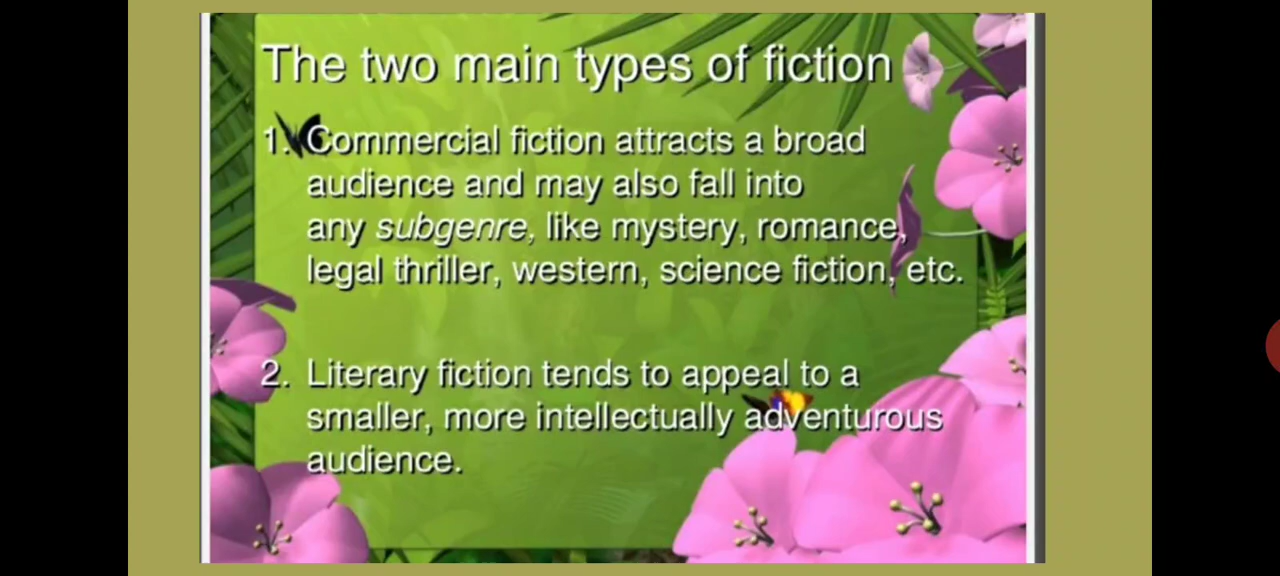 The two main types of fiction
1. Commercial fiction attracts a broad
audience and may also fall into
any subgenre, like mystery, romance,
legal thriller, western, science fiction, etc.
2. Literary fiction tends to appeal to a
smaller, more intellectually adventurous
audience.